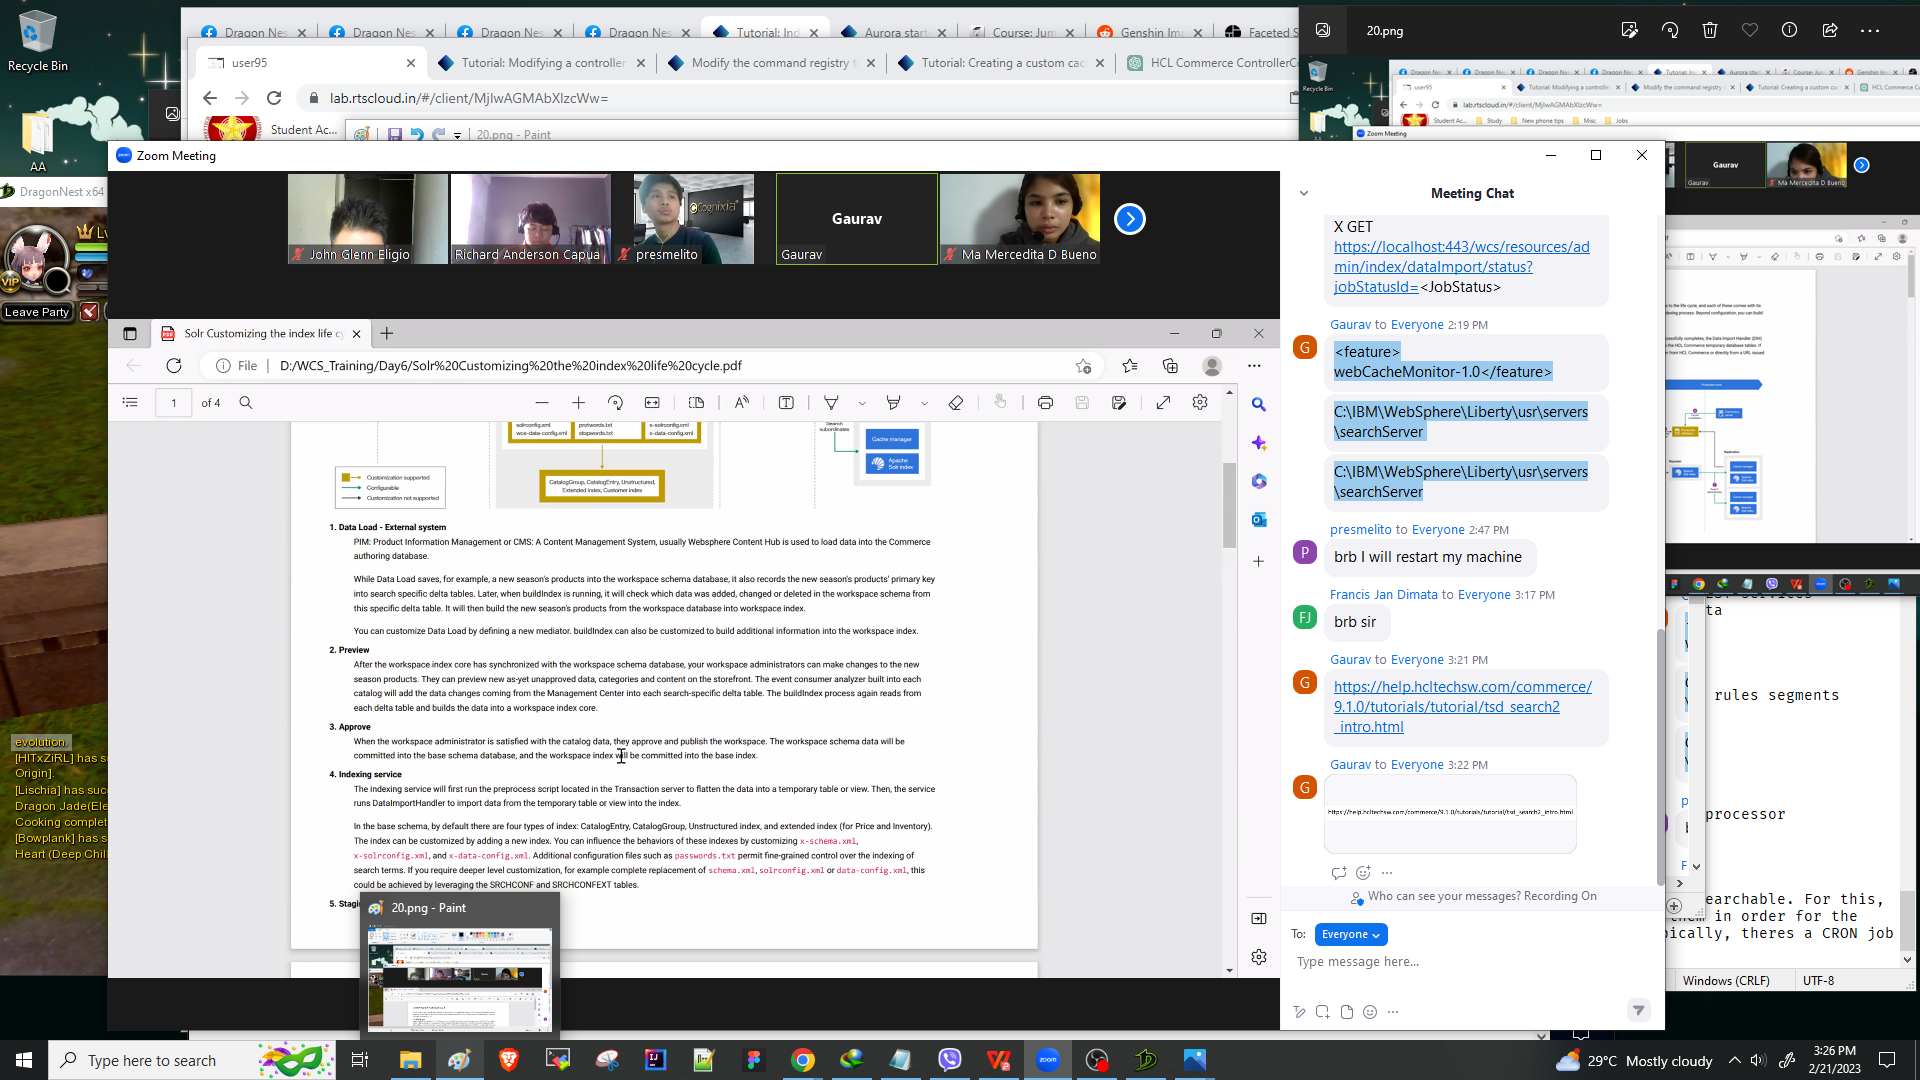 Recycle Bin
AA
DragonNest x64
Leave Party
VIP
evolution.
[HITxZiRL] has s
Origin].
[Lischia] has suc
Dragon Jade(Ele
Cooking complet
[Bowplank] has s
Heart (Deep Chil
Dragon Nes
Dragon Nes
Dragon Nes
Dragon Nes
Tutorial: Ind
Aurora start
Course: Jum
Genshin Imp
Faceted S
user95
Tutorial: Modifying a controller
Modify the command registry t
Tutorial: Creating a custom cac
HCL Commerce ControllerCo
lab.rtscloud.in/#/client/MjIwAGMAbXlzcWw=
Student Ac...
20.png - Paint
20.png
Zoom Meeting
John Glenn Eligio
Richard Anderson Capua
Cognixia
presmelito
Gaurav
Gaurav
Ma Mercedita D Bueno
Solr Customizing the index life cy
File
D:/WCS_Training/Day6/Solr%20Customizing%20the%20index%20life%20cycle.pdf
1 of 4
solrconfig.xml
wcs-data-config.xml
protwords.txt
stopwords.txt
x-solrconfig.xml
x-data-config.xml
Search
subordinates
Cache manager
Apache
Solr index
Customization supported
Configurable
Customization not supported
CatalogGroup, CatalogEntry, Unstructured,
Extended index, Customer index
1. Data Load - External system
PIM: Product Information Management or CMS: A Content Management System, usually Websphere Content Hub is used to load data into the Commerce
authoring database.
While Data Load saves, for example, a new season's products into the workspace schema database, it also records the new season's products' primary key
into search specific delta tables. Later, when buildIndex is running, it will check which data was added, changed or deleted in the workspace schema from
this specific delta table. It will then build the new season's products from the workspace database into workspace index.
You can customize Data Load by defining a new mediator. buildIndex can also be customized to build additional information into the workspace index.
2. Preview
After the workspace index core has synchronized with the workspace schema database, your workspace administrators can make changes to the new
season products. They can preview new as-yet unapproved data, categories and content on the storefront. The event consumer analyzer built into each
catalog will add the data changes coming from the Management Center into each search-specific delta table. The buildIndex process again reads from
each delta table and builds the data into a workspace index core.
3. Approve
When the workspace administrator is satisfied with the catalog data, they approve and publish the workspace. The workspace schema data will be
committed into the base schema database, and the workspace index will be committed into the base index.
4. Indexing service
The indexing service will first run the preprocess script located in the Transaction server to flatten the data into a temporary table or view. Then, the service
runs DataImportHandler to import data from the temporary table or view into the index.
In the base schema, by default there are four types of index: CatalogEntry, CatalogGroup, Unstructured index, and extended index (for Price and Inventory).
The index can be customized by adding a new index. You can influence the behaviors of these indexes by customizing x-schema.xml,
x-solrconfig.xml, and x-data-config.xml. Additional configuration files such as passwords.txt permit fine-grained control over the indexing of
search terms. If you require deeper level customization, for example complete replacement of schema.xml, solrconfig.xml or data-config.xml, this
could be achieved by leveraging the SRCHCONF and SRCHCONFEXT tables.
5. Stagi
20.png - Paint
Meeting Chat
X GET
https://localhost:443/wcs/resources/ad
min/index/dataImport/status?
jobStatusId=<JobStatus>
Gaurav to Everyone 2:19 PM
G
<feature>
webCacheMonitor-1.0</feature>
C:\IBM\WebSphere\Liberty\usr\servers
\searchServer
C:\IBM\WebSphere\Liberty\usr\servers
\searchServer
presmelito to Everyone 2:47 PM
P
brb I will restart my machine
Francis Jan Dimata to Everyone 3:17 PM
FJ
brb sir
Gaurav to Everyone 3:21 PM
G
https://help.hcltechsw.com/commerce/
9.1.0/tutorials/tutorial/tsd_search2
_intro.html
Gaurav to Everyone 3:22 PM
G
https://help.hcltechsw.com/commerce/9.1.0/tutorials/tutorial/tsd_search2_intro.html
Who can see your messages? Recording On
To: Everyone
Type message here...
ta
rules segments
processor
earchable. For this,
them in order for the
pically, theres a CRON job
Windows (CRLF)
UTF-8
Type here to search
29°C Mostly cloudy
3:26 PM
2/21/2023